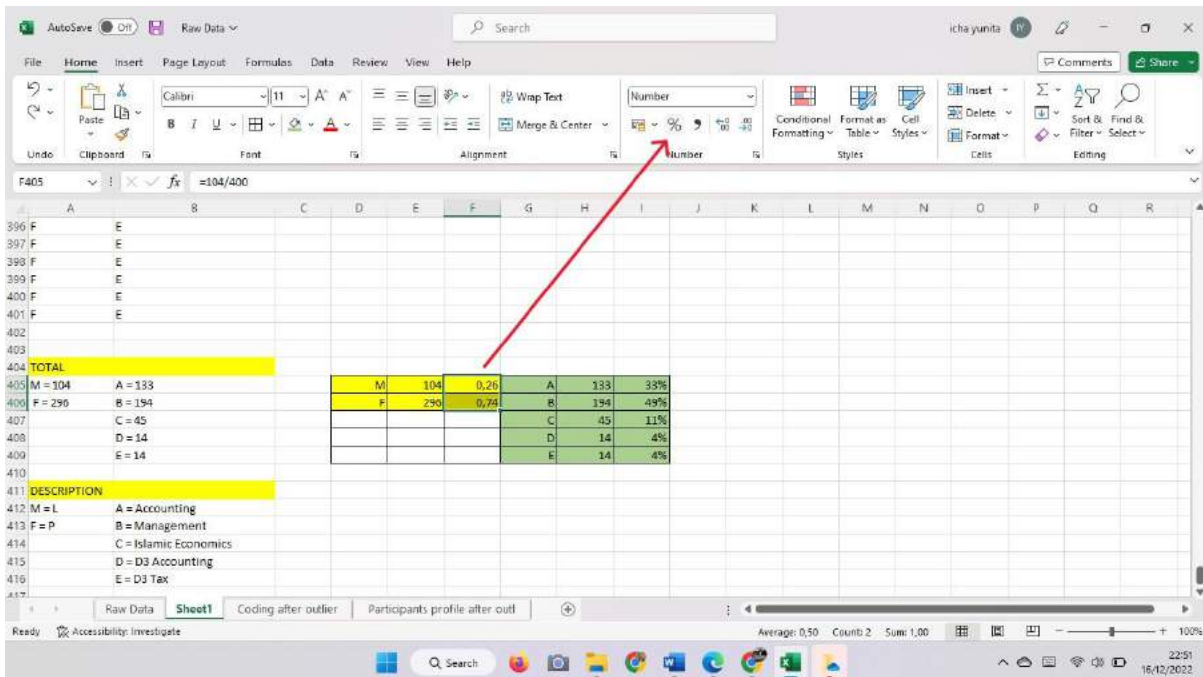 AutoSave Off Raw Data Search icha yunita IY
File Home Insert Page Layout Formulas Data Review View Help Comments Share
Calibri 11 Wrap Text Number Insert
Paste B I U Merge & Center % Conditional Formatting Format as Table Cell Styles Delete Format Sort & Filter Find & Select
Undo Clipboard Font Alignment Number Styles Cells Editing
F405 fx =104/400
A B C D E F G H I J K L M N O P Q R
396 F E
397 F E
398 F E
399 F E
400 F E
401 F E
402
403
404 TOTAL
405 M = 104 A = 133 M 104 0,26 A 133 33%
406 F = 296 B = 194 F 296 0,74 B 194 49%
407 C = 45 C 45 11%
408 D = 14 D 14 4%
409 E = 14 E 14 4%
410
411 DESCRIPTION
412 M = L A = Accounting
413 F = P B = Management
414 C = Islamic Economics
415 D = D3 Accounting
416 E = D3 Tax
417
Raw Data Sheet1 Coding after outlier Participants profile after outl
Ready Accessibility: Investigate Average: 0,50 Count: 2 Sum: 1,00 100%
Search 22:51
16/12/2022